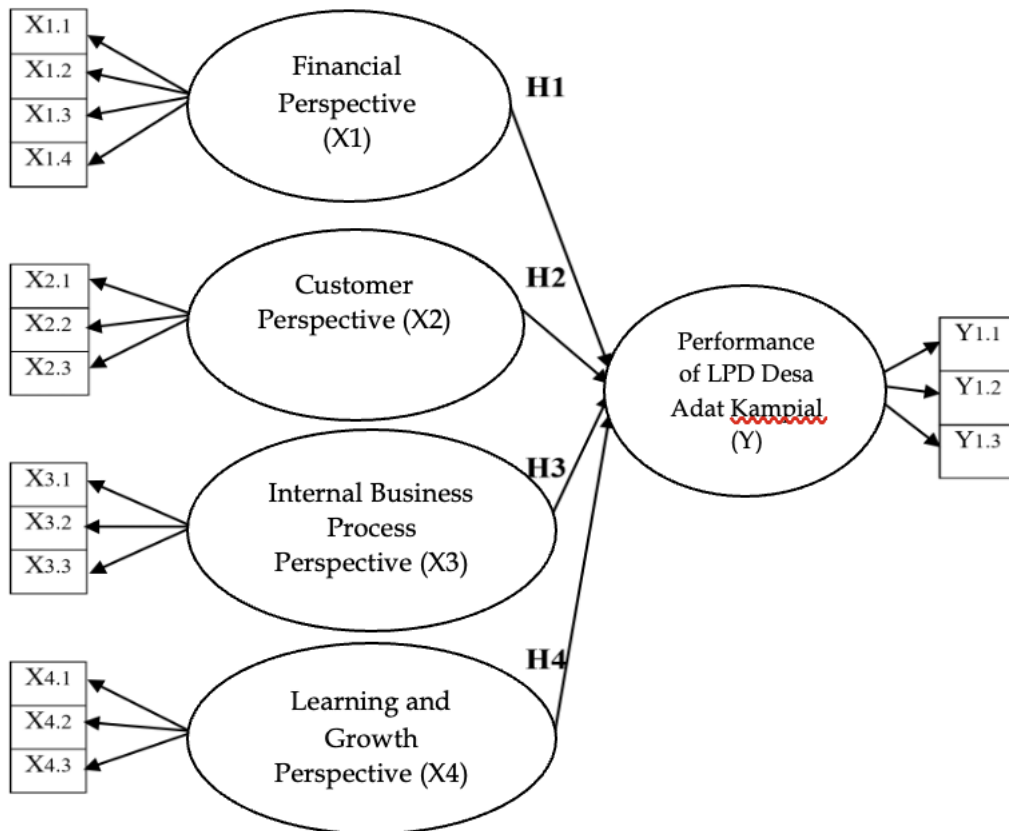 X1.1
X1.2
X1.3
X1.4
Financial
Perspective
(X1)
H1
X2.1
X2.2
X2.3
Customer
Perspective (X2)
H2
X3.1
X3.2
X3.3
Internal Business
Process
Perspective (X3)
H3
X4.1
X4.2
X4.3
Learning and
Growth
Perspective (X4)
H4
Performance
of LPD Desa
Adat Kampial
(Y)
Y1.1
Y1.2
Y1.3